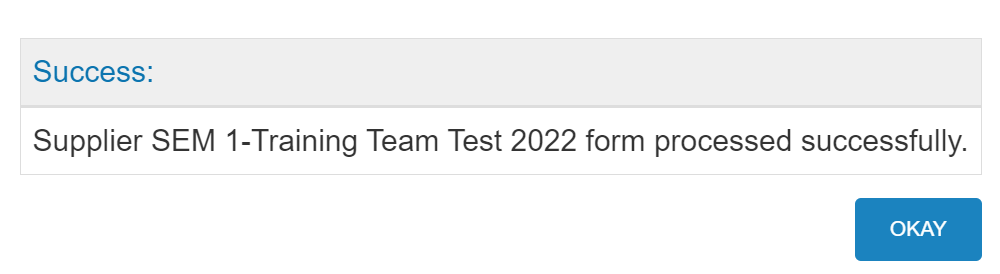 Success:
Supplier SEM 1-Training Team Test 2022 form processed successfully.
OKAY